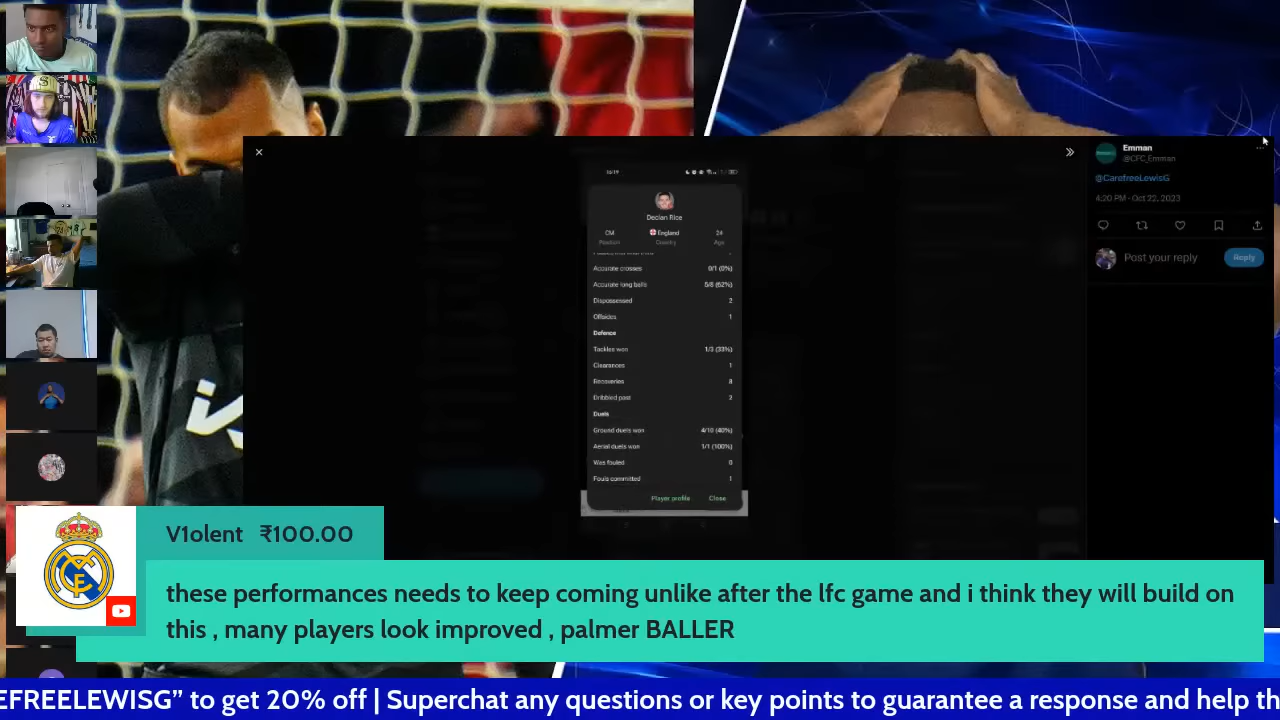 Emman
@CFC_Emman
@CarefreeLewisG
4:20 PM · Oct 22, 2023
Post your reply
Reply
16:19
Declan Rice
CM
England
24
Position
Country
Age
Accurate crosses 0/1 (0%)
Accurate long balls 5/8 (62%)
Dispossessed 2
Offsides 1
Defence
Tackles won 1/3 (33%)
Clearances 1
Recoveries 8
Dribbled past 2
Duels
Ground duels won 4/10 (40%)
Aerial duels won 1/1 (100%)
Was fouled 0
Fouls committed 1
Player profile
Close
V1olent ₹100.00
these performances needs to keep coming unlike after the lfc game and i think they will build on
this , many players look improved , palmer BALLER
EFREELEWISG” to get 20% off | Superchat any questions or key points to guarantee a response and help th